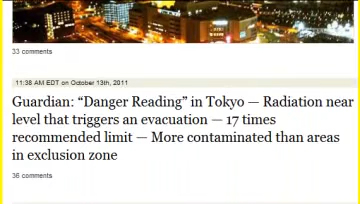 33 comments
11:38 AM EDT on October 13th, 2011
Guardian: “Danger Reading” in Tokyo — Radiation near
level that triggers an evacuation — 17 times
recommended limit — More contaminated than areas
in exclusion zone
36 comments